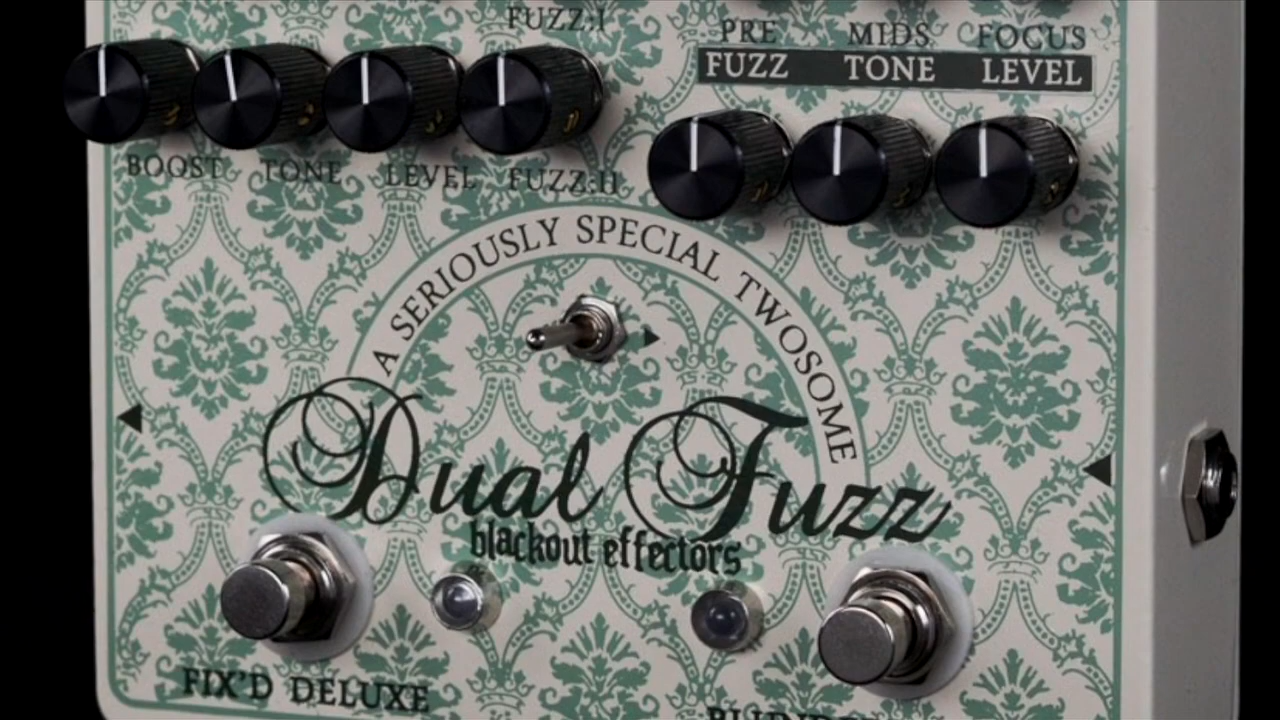 FUZZ:I
PRE MIDS FOCUS
FUZZ TONE LEVEL
BOOST TONE LEVEL FUZZ:II
A SERIOUSLY SPECIAL TWOSOME
Dual Fuzz
blackout effectors
FIX'D DELUXE